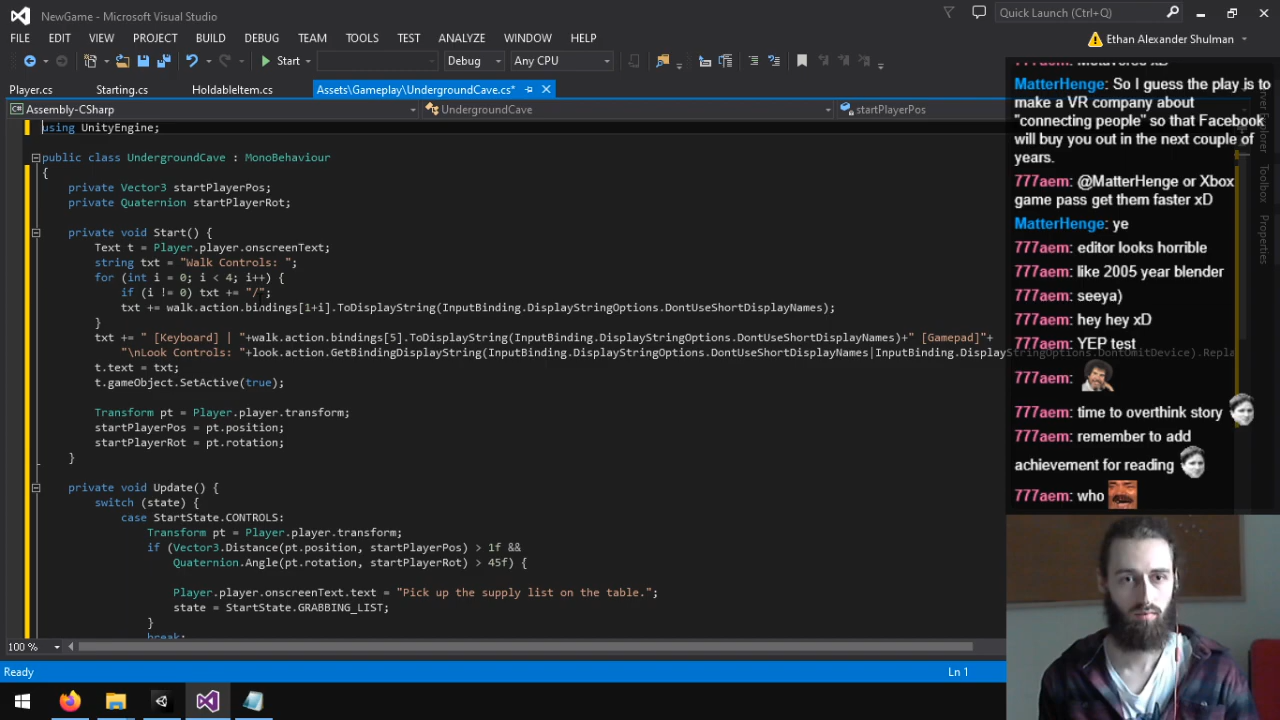 NewGame - Microsoft Visual Studio
Quick Launch (Ctrl+Q)
FILE EDIT VIEW PROJECT BUILD DEBUG TEAM TOOLS TEST ANALYZE WINDOW HELP
Ethan Alexander Shulman
Start Debug Any CPU
Player.cs Starting.cs HoldableItem.cs Assets\Gameplay\UndergroundCave.cs*
Assembly-CSharp UndergroundCave startPlayerPos
using UnityEngine;
public class UndergroundCave : MonoBehaviour
{
private Vector3 startPlayerPos;
private Quaternion startPlayerRot;
private void Start() {
Text t = Player.player.onscreenText;
string txt = "Walk Controls: ";
for (int i = 0; i < 4; i++) {
if (i != 0) txt += "/";
txt += walk.action.bindings[1+i].ToDisplayString(InputBinding.DisplayStringOptions.DontUseShortDisplayNames);
}
txt += " [Keyboard] | "+walk.action.bindings[5].ToDisplayString(InputBinding.DisplayStringOptions.DontUseShortDisplayNames)+" [Gamepad]"+
"\nLook Controls: "+look.action.GetBindingDisplayString(InputBinding.DisplayStringOptions.DontUseShortDisplayNames|InputBinding.DisplayStringOptions.DontOmitDevice).Repla
t.text = txt;
t.gameObject.SetActive(true);
Transform pt = Player.player.transform;
startPlayerPos = pt.position;
startPlayerRot = pt.rotation;
}
private void Update() {
switch (state) {
case StartState.CONTROLS:
Transform pt = Player.player.transform;
if (Vector3.Distance(pt.position, startPlayerPos) > 1f &&
Quaternion.Angle(pt.rotation, startPlayerRot) > 45f) {
Player.player.onscreenText.text = "Pick up the supply list on the table.";
state = StartState.GRABBING_LIST;
}
break;
100 %
Ready Ln 1
777aem: Metaverse xD
MatterHenge: So I guess the play is to
make a VR company about
"connecting people" so that Facebook
will buy you out in the next couple of
years.
777aem: @MatterHenge or Xbox
game pass get them faster xD
MatterHenge: ye
777aem: editor looks horrible
777aem: like 2005 year blender
777aem: seeya)
777aem: hey hey xD
777aem: YEP test
777aem:
777aem: time to overthink story
777aem: remember to add
achievement for reading
777aem: who
Server Explorer
Toolbox
Properties